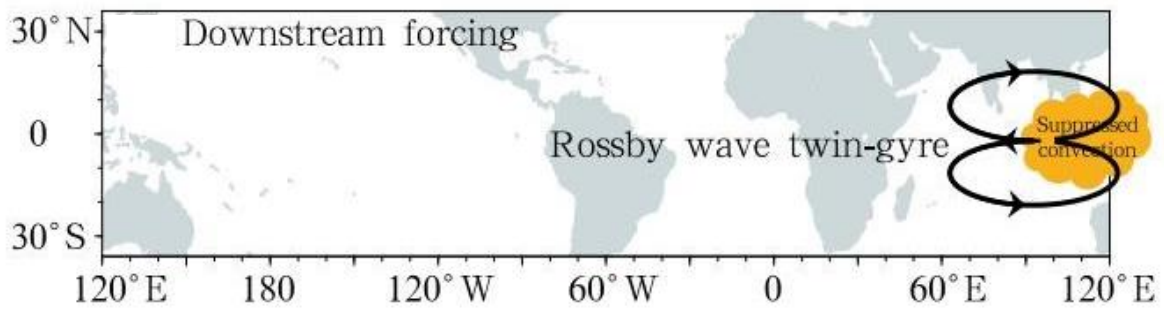 30°N
Downstream forcing
0
Rossby wave twin-gyre
Suppressed
convection
30°S
120°E 180 120°W 60°W 0 60°E 120°E